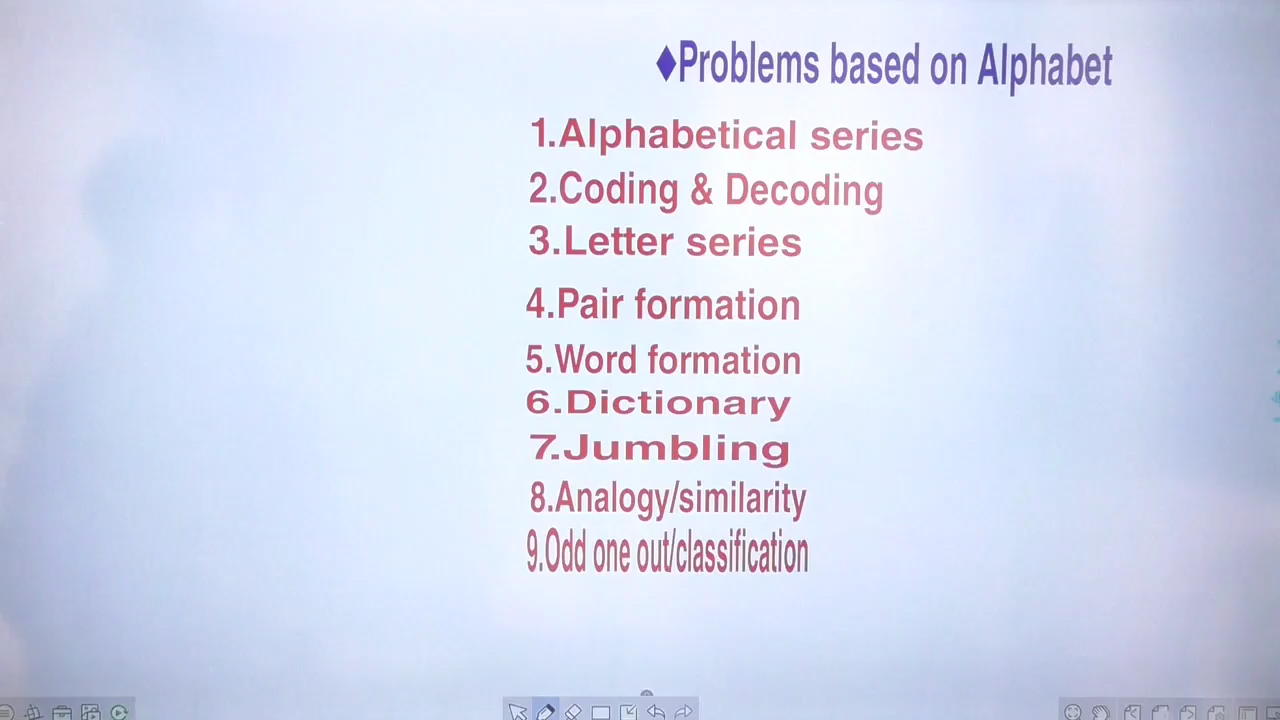 ♦Problems based on Alphabet
1.Alphabetical series
2.Coding & Decoding
3.Letter series
4.Pair formation
5.Word formation
6.Dictionary
7.Jumbling
8.Analogy/similarity
9.Odd one out/classification